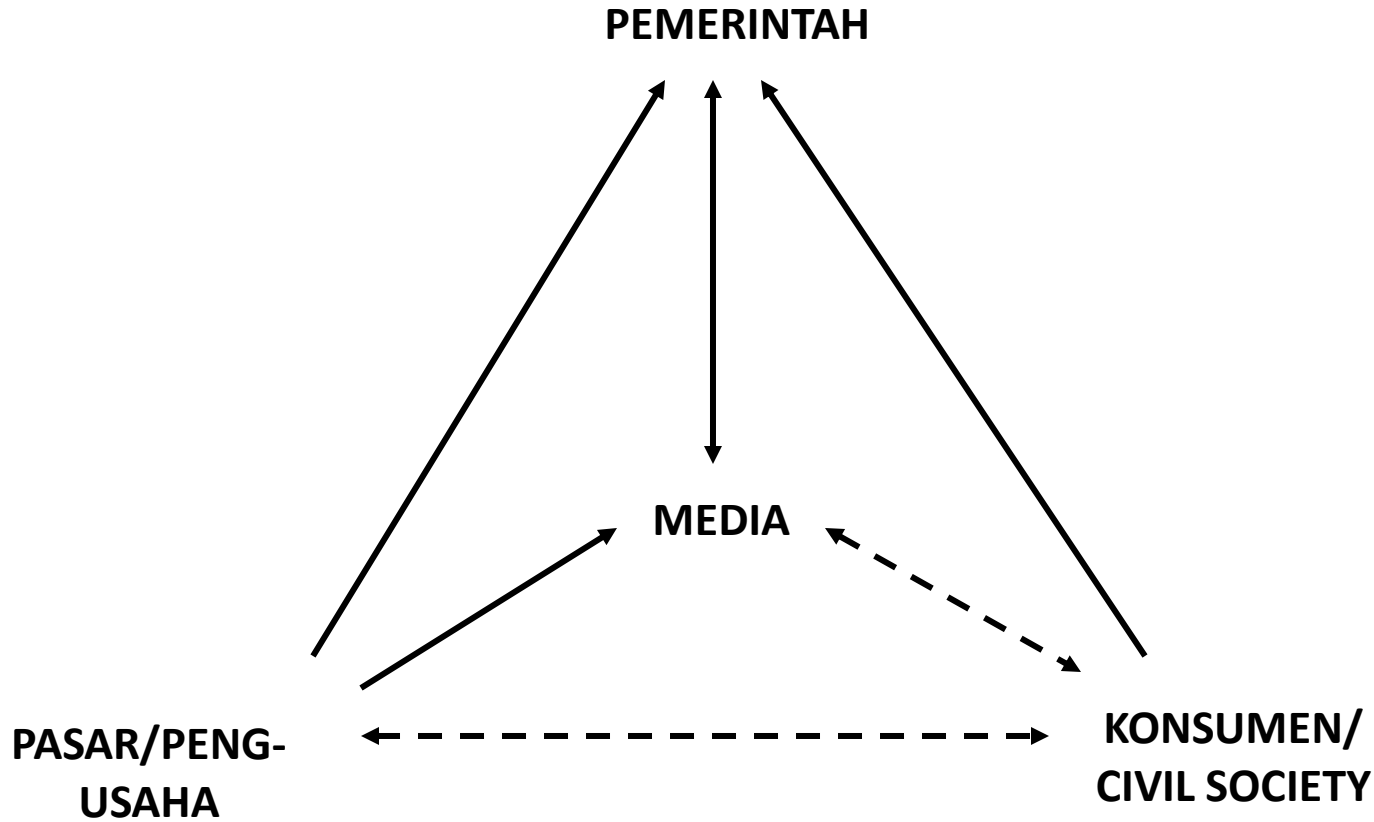 PEMERINTAH
MEDIA
PASAR/PENG-
USAHA
KONSUMEN/
CIVIL SOCIETY